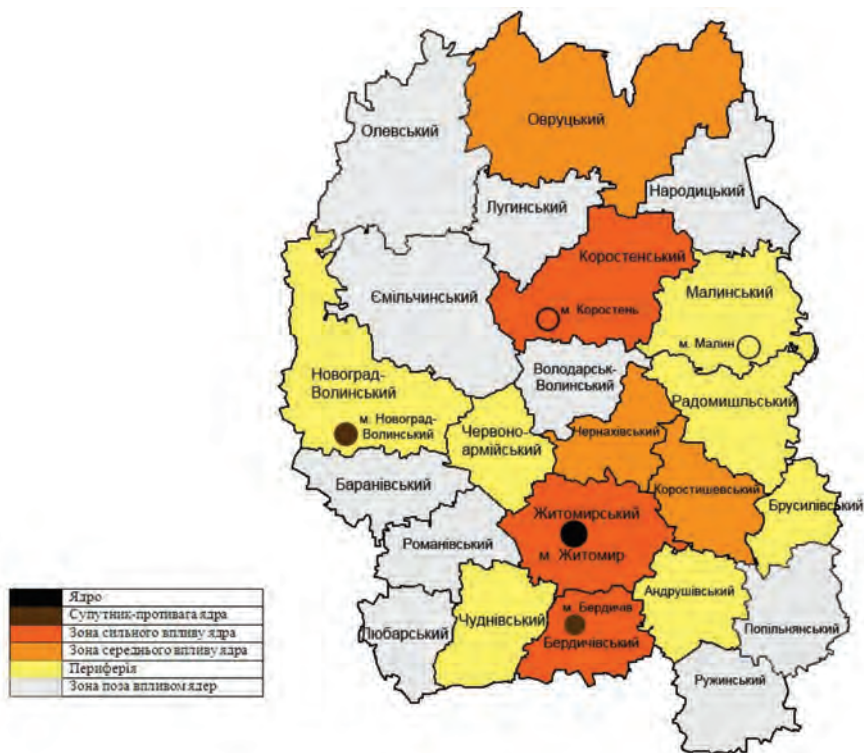 Олевський
Овруцький
Народицький
Лугинський
Коростенський
Ємільчинський
Малинський
м. Коростень
м. Малин
Володарськ-
Волинський
Новоград-
Волинський
Радомишльський
м. Новоград-
Волинський
Червоно-
армійський
Черняхівський
Баранівський
Коростишевський
Брусилівський
Житомирський
м. Житомир
Романівський
Андрушівський
м. Бердичів
Чуднівський
Попільнянський
Любарський
Бердичівський
Ружинський
Ядро
Супутник-противага ядра
Зона сильного впливу ядра
Зона середнього впливу ядра
Периферія
Зона поза впливом ядер